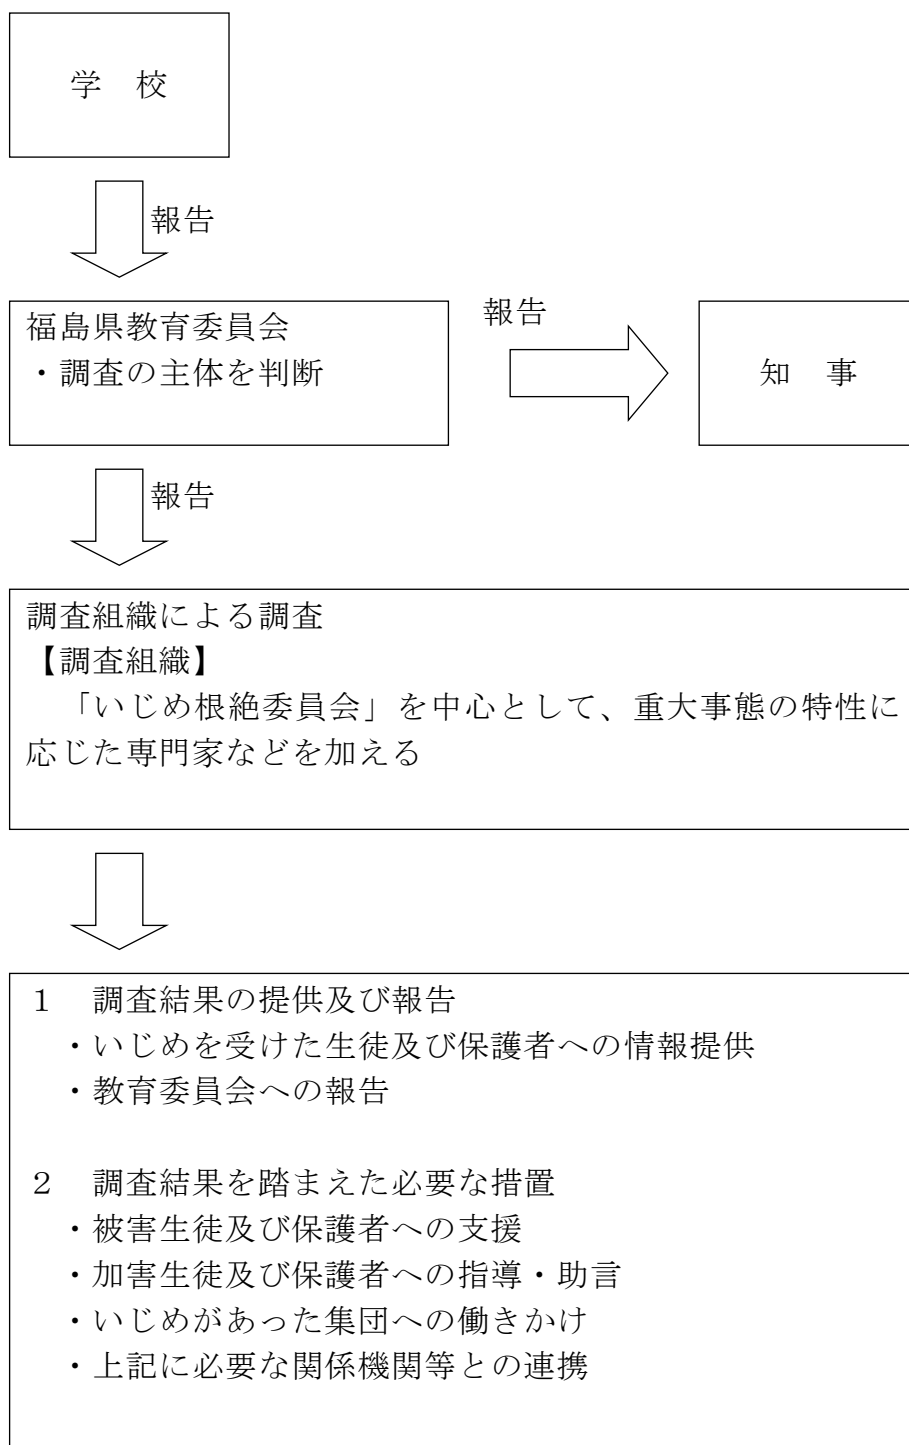 学　校
報告
福島県教育委員会
・調査の主体を判断
報告
知　事
報告
調査組織による調査
【調査組織】
　「いじめ根絶委員会」を中心として、重大事態の特性に
応じた専門家などを加える
１　調査結果の提供及び報告
・いじめを受けた生徒及び保護者への情報提供
・教育委員会への報告
２　調査結果を踏まえた必要な措置
・被害生徒及び保護者への支援
・加害生徒及び保護者への指導・助言
・いじめがあった集団への働きかけ
・上記に必要な関係機関等との連携